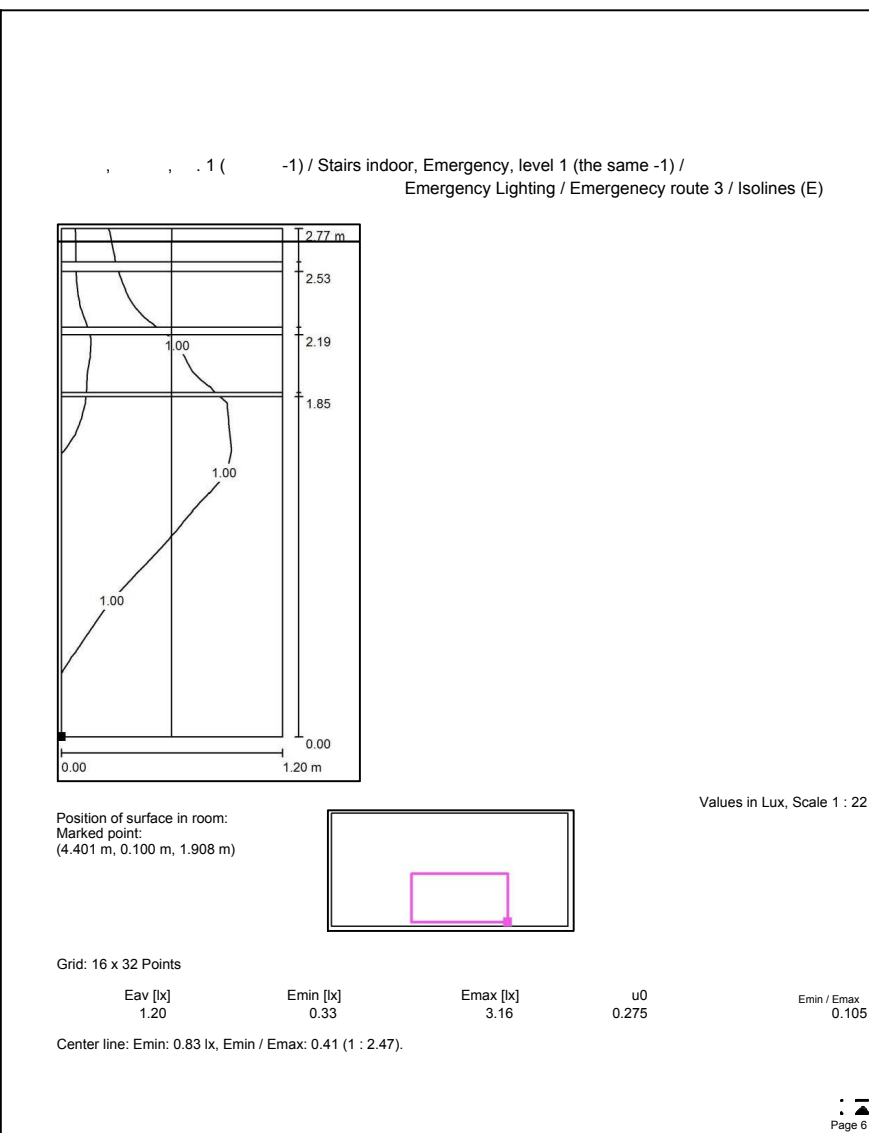 , , . 1 ( -1) / Stairs indoor, Emergency, level 1 (the same -1) /
Emergency Lighting / Emergenecy route 3 / Isolines (E)
2.77 m
2.53
2.19
1.00
1.85
1.00
1.00
0.00
0.00 1.20 m
Values in Lux, Scale 1 : 22
Position of surface in room:
Marked point:
(4.401 m, 0.100 m, 1.908 m)
Grid: 16 x 32 Points
Eav [lx] Emin [lx] Emax [lx] u0 Emin / Emax
1.20 0.33 3.16 0.275 0.105
Center line: Emin: 0.83 lx, Emin / Emax: 0.41 (1 : 2.47).
Page 6